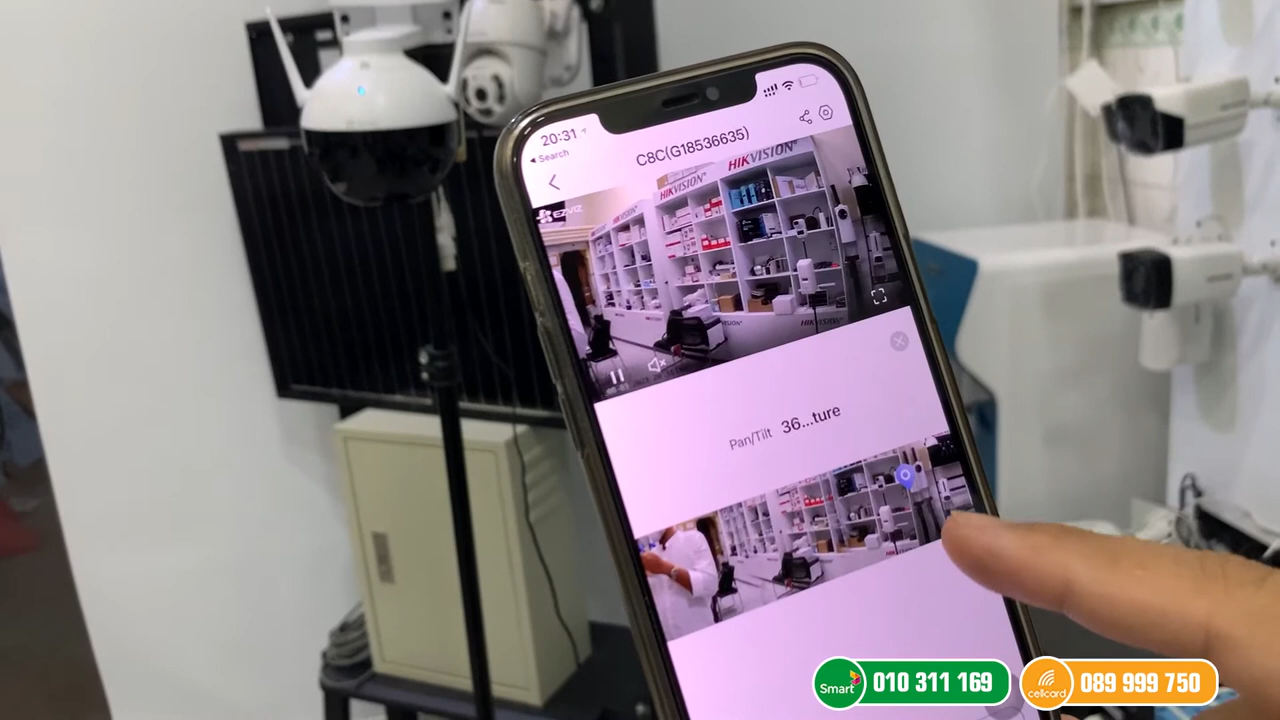 20:31
Search
C8C(G18536635)
EZVIZ
HIKVISION
HIKVISION
HIKVISION
HIKVISION
Pan/Tilt 36...ture
Smart 010 311 169
cellcard 089 999 750